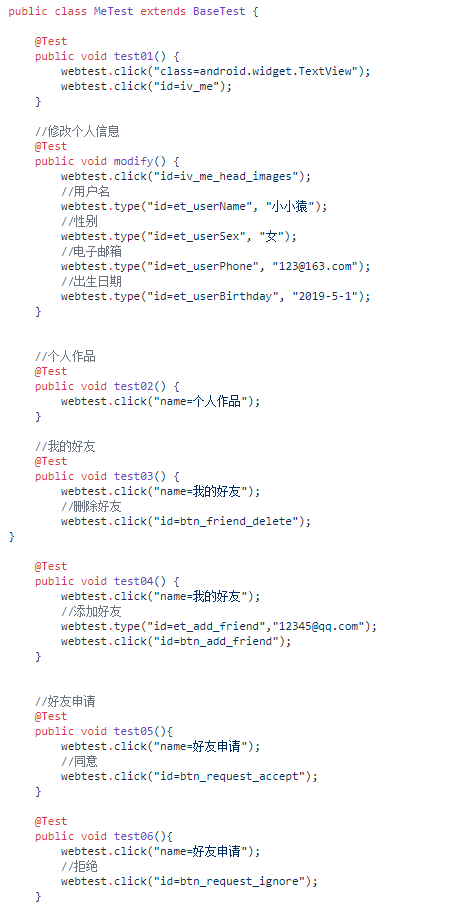 public class MeTest extends BaseTest {
@Test
public void test01() {
webtest.click("class=android.widget.TextView");
webtest.click("id=iv_me");
}
//修改个人信息
@Test
public void modify() {
webtest.click("id=iv_me_head_images");
//用户名
webtest.type("id=et_userName", "小小猿");
//性别
webtest.type("id=et_userSex", "女");
//电子邮箱
webtest.type("id=et_userPhone", "123@163.com");
//出生日期
webtest.type("id=et_userBirthday", "2019-5-1");
}
//个人作品
@Test
public void test02() {
webtest.click("name=个人作品");
}
//我的好友
@Test
public void test03() {
webtest.click("name=我的好友");
//删除好友
webtest.click("id=btn_friend_delete");
}
@Test
public void test04() {
webtest.click("name=我的好友");
//添加好友
webtest.type("id=et_add_friend","12345@qq.com");
webtest.click("id=btn_add_friend");
}
//好友申请
@Test
public void test05(){
webtest.click("name=好友申请");
//同意
webtest.click("id=btn_request_accept");
}
@Test
public void test06(){
webtest.click("name=好友申请");
//拒绝
webtest.click("id=btn_request_ignore");
}